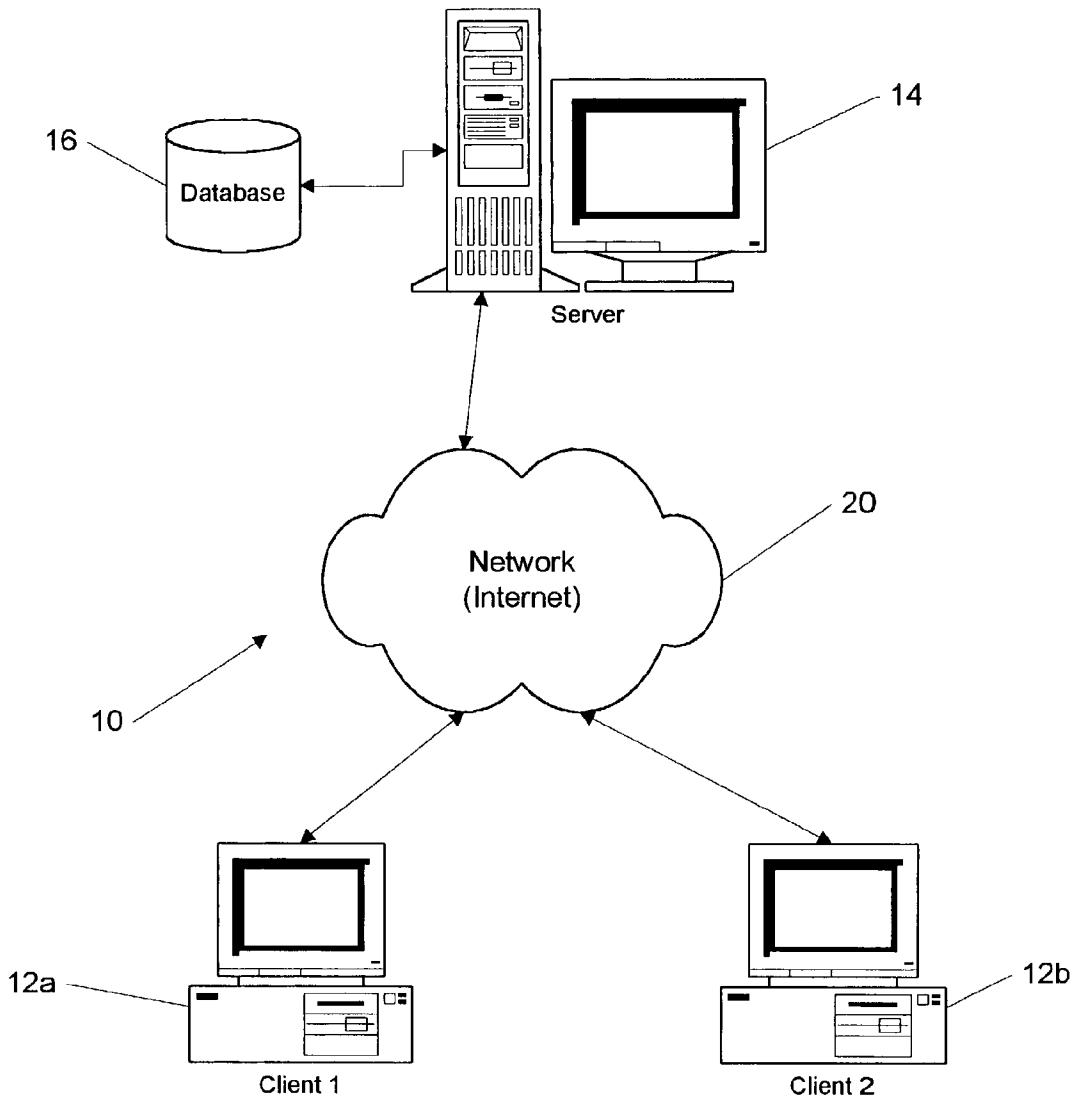 14
16
Database
Server
20
Network
(Internet)
10
12a
12b
Client 1
Client 2